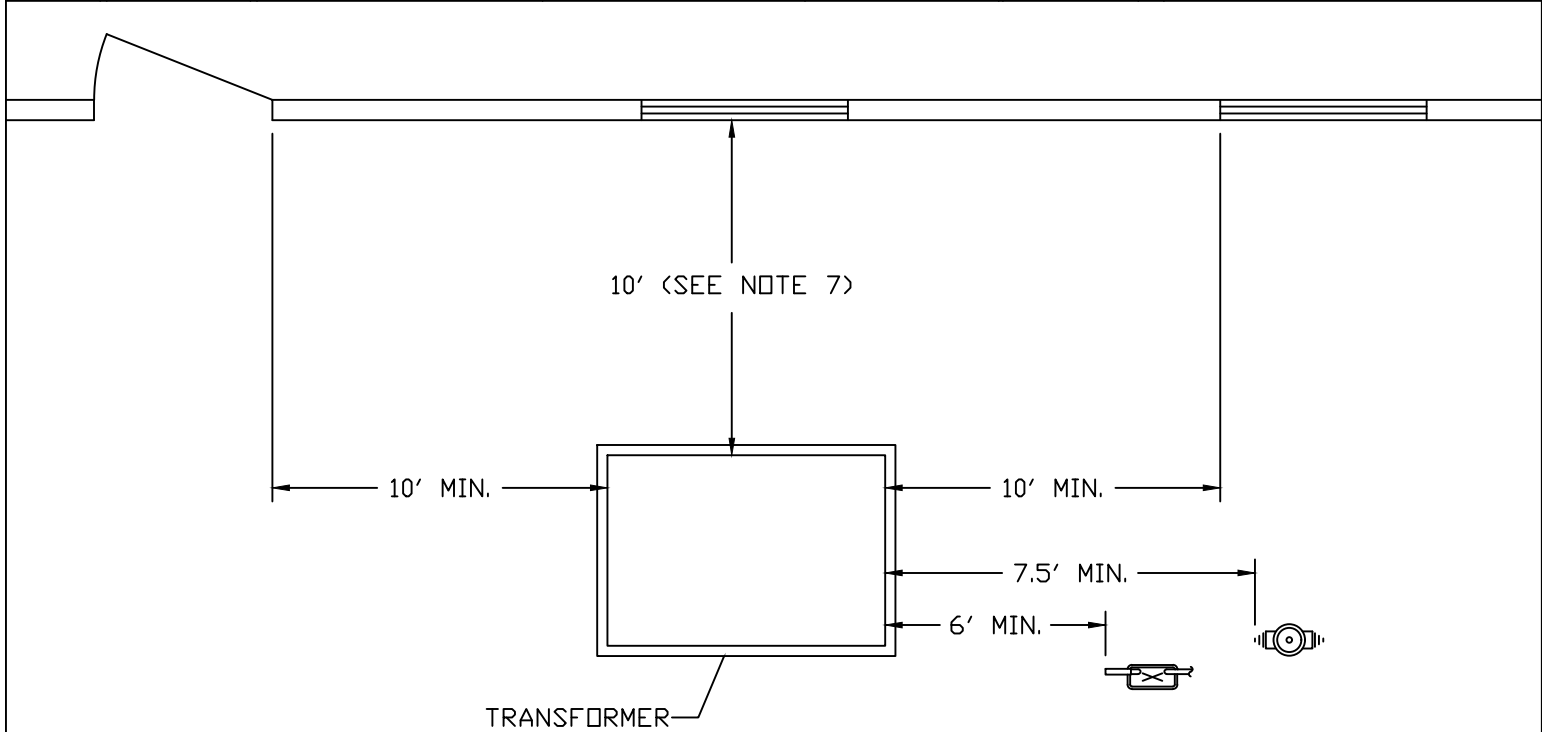 10' (SEE NOTE 7)
10' MIN.
10' MIN.
7.5' MIN.
6' MIN.
TRANSFORMER